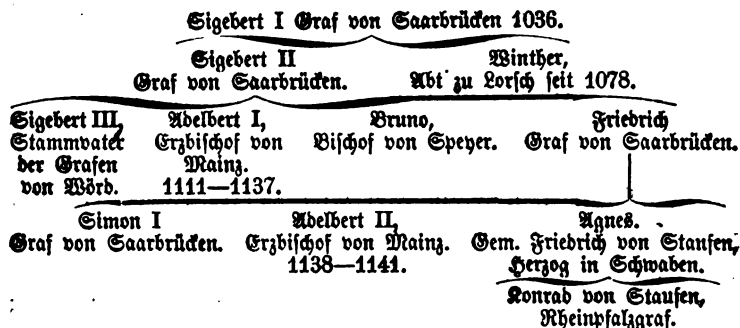 Sigebert I Graf von Saarbrücken 1036.
Sigebert II
Graf von Saarbrücken.
Winther,
Abt zu Lorsch seit 1078.
Sigebert III,
Stammvater
der Grafen
von Wörd.
Adelbert I,
Erzbischof von
Mainz.
1111—1137.
Bruno,
Bischof von Speyer.
Friedrich
Graf von Saarbrücken.
Simon I
Graf von Saarbrücken.
Adelbert II,
Erzbischof von Mainz.
1138—1141.
Agnes.
Gem. Friedrich von Staufen,
Herzog in Schwaben.
Konrad von Staufen,
Rheinpfalzgraf.